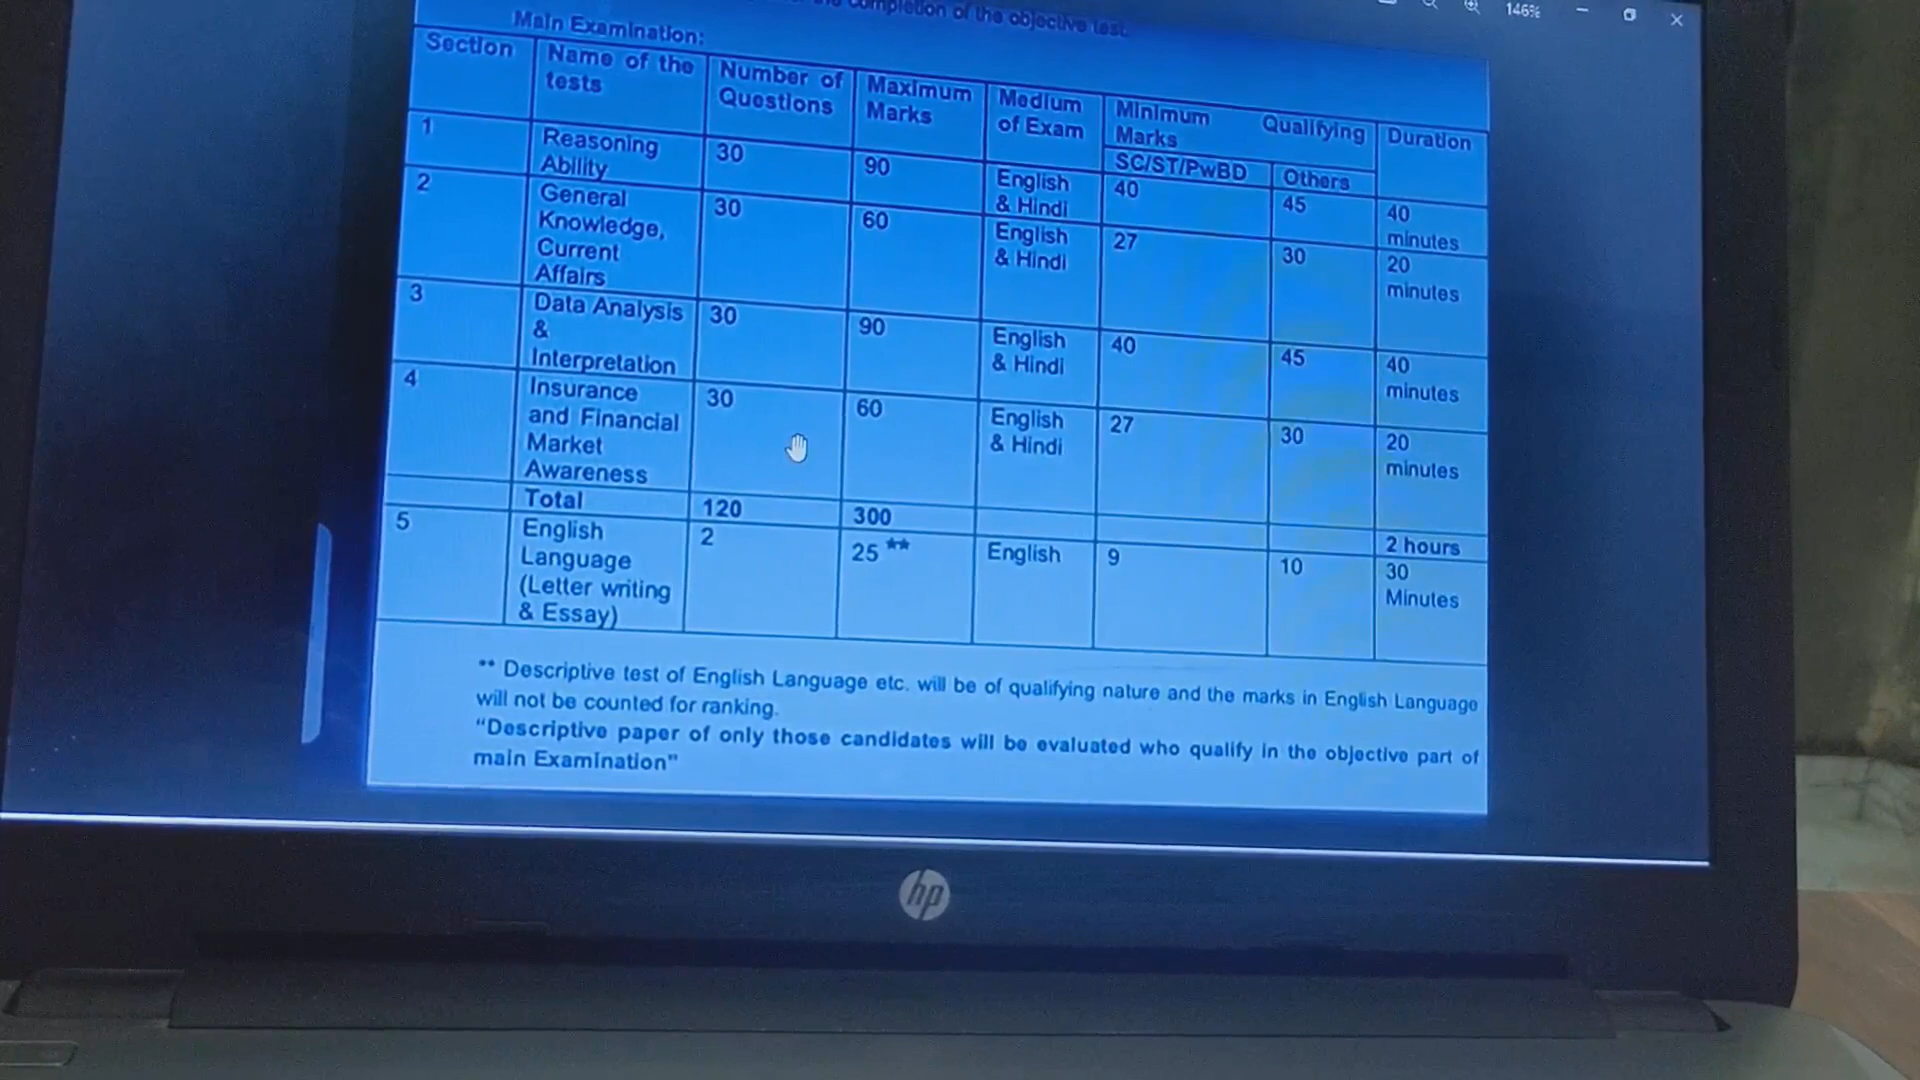 completion of the objective test.
146%
Main Examination:
Section Name of the tests Number of Questions Maximum Marks Medium of Exam Minimum Qualifying Marks Duration
SC/ST/PwBD Others
1 Reasoning Ability 30 90 English & Hindi 40 45 40 minutes
2 General Knowledge, Current Affairs 30 60 English & Hindi 27 30 20 minutes
3 Data Analysis & Interpretation 30 90 English & Hindi 40 45 40 minutes
4 Insurance and Financial Market Awareness 30 60 English & Hindi 27 30 20 minutes
Total 120 300 2 hours
5 English Language (Letter writing & Essay) 2 25 ** English 9 10 30 Minutes
** Descriptive test of English Language etc. will be of qualifying nature and the marks in English Language
will not be counted for ranking.
"Descriptive paper of only those candidates will be evaluated who qualify in the objective part of
main Examination"
hp